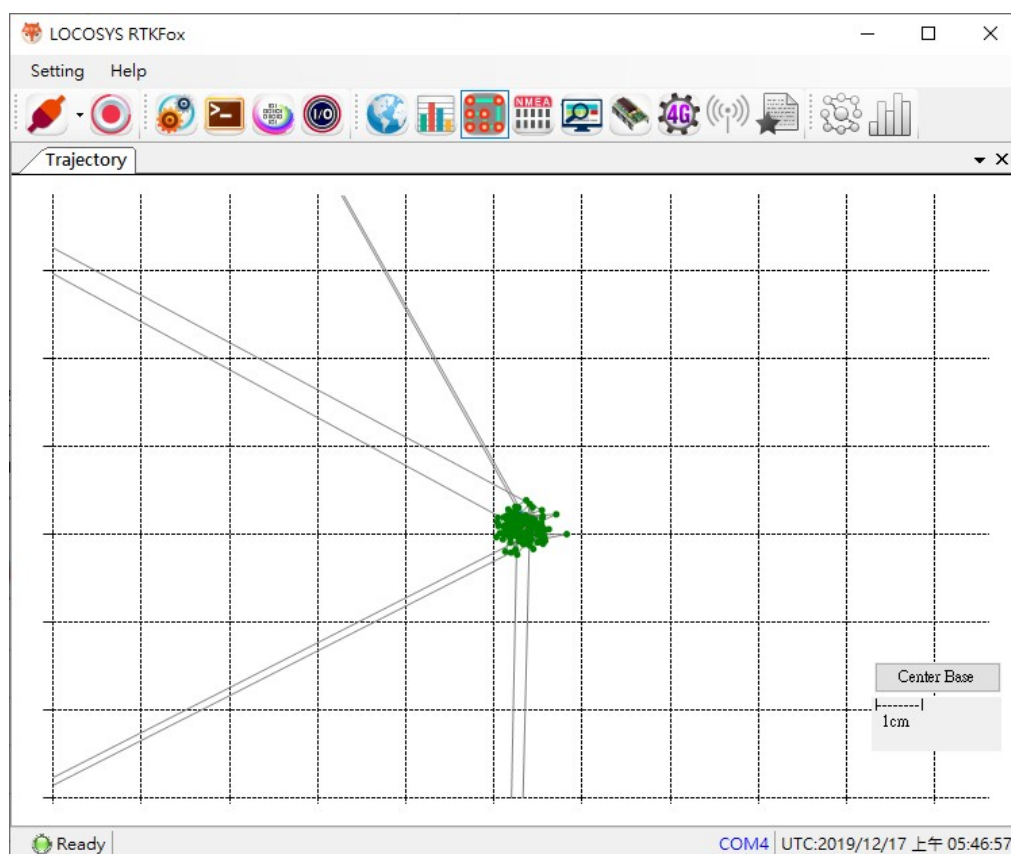 LOCOSYS RTKFox
Setting Help
I/O NMEA 4G
Trajectory
Center Base
1cm
Ready COM4 UTC:2019/12/17 上午 05:46:57